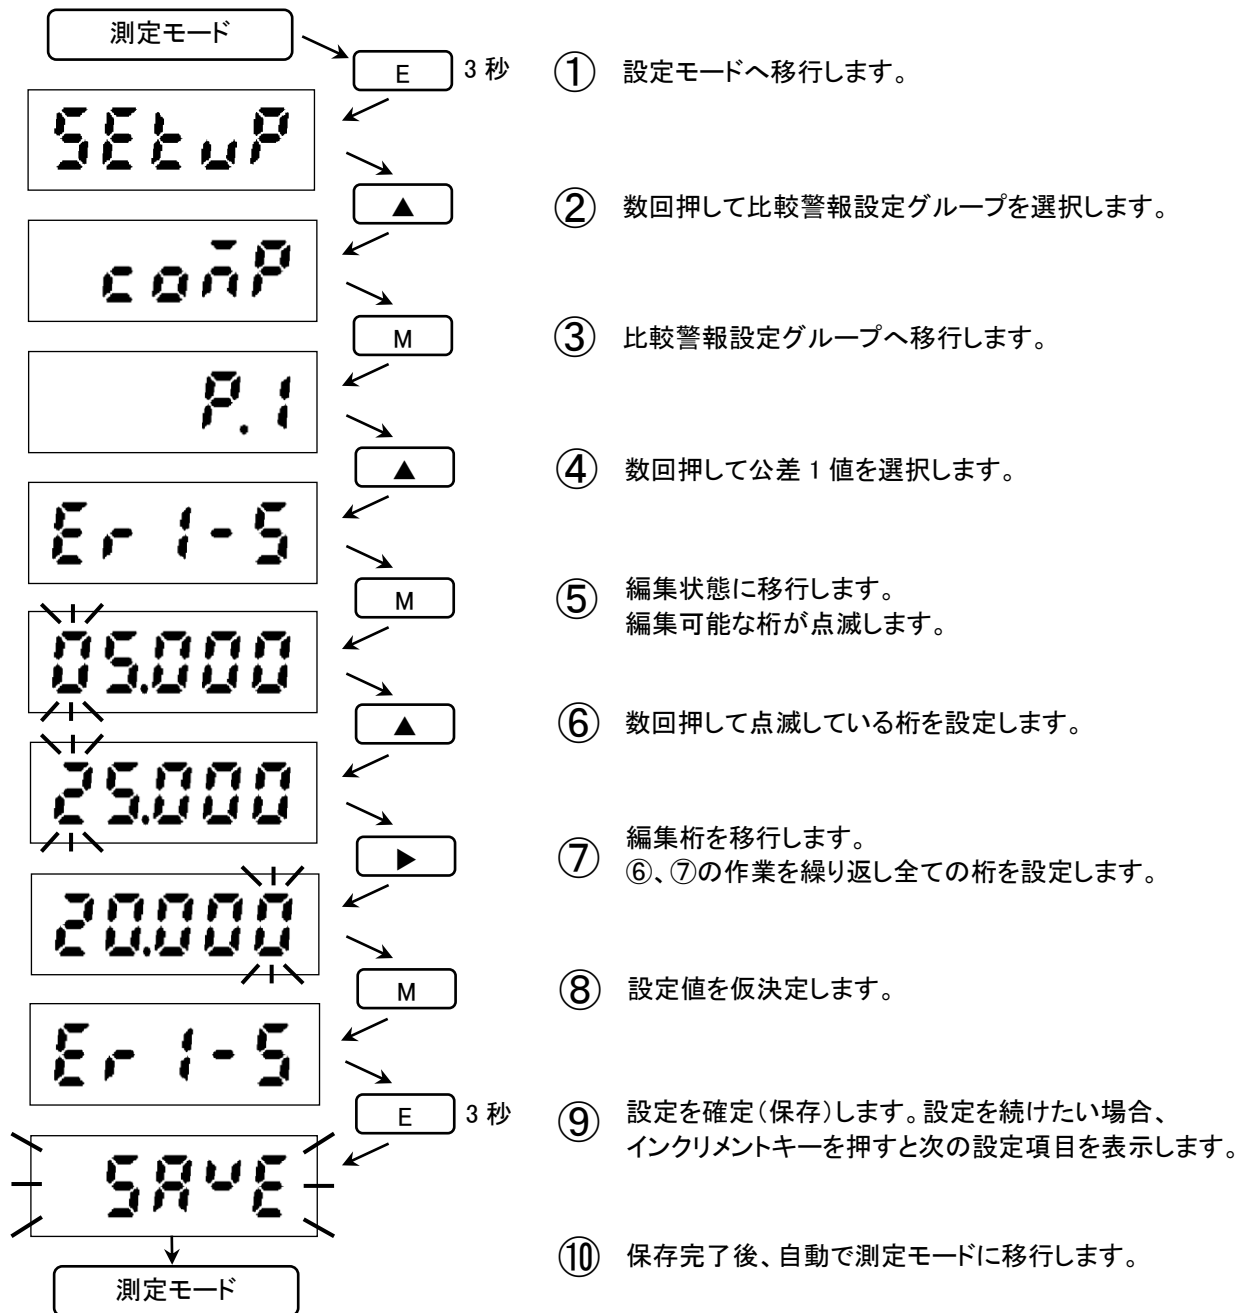 測定モード
E 3秒 ① 設定モードへ移行します。
SEtuP
▲ ② 数回押して比較警報設定グループを選択します。
comP
M ③ 比較警報設定グループへ移行します。
P.1
▲ ④ 数回押して公差1値を選択します。
Er1-S
M ⑤ 編集状態に移行します。
編集可能な桁が点滅します。
05.000
▲ ⑥ 数回押して点滅している桁を設定します。
25.000
▶ ⑦ 編集桁を移行します。
⑥、⑦の作業を繰り返し全ての桁を設定します。
20.000
M ⑧ 設定値を仮決定します。
Er1-S
E 3秒 ⑨ 設定を確定(保存)します。設定を続けたい場合、
インクリメントキーを押すと次の設定項目を表示します。
SAvE
⑩ 保存完了後、自動で測定モードに移行します。
測定モード